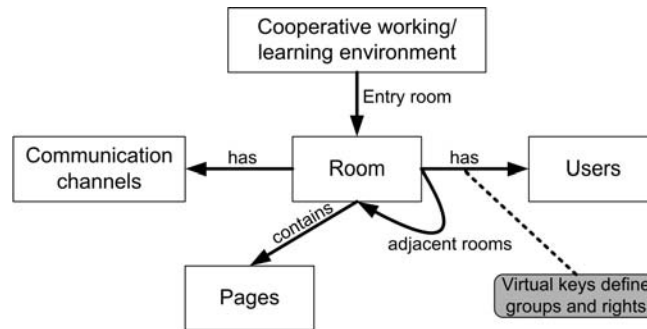 Cooperative working/
learning environment
Entry room
Communication
channels
has
Room
has
Users
contains
adjacent rooms
Pages
Virtual keys define
groups and rights